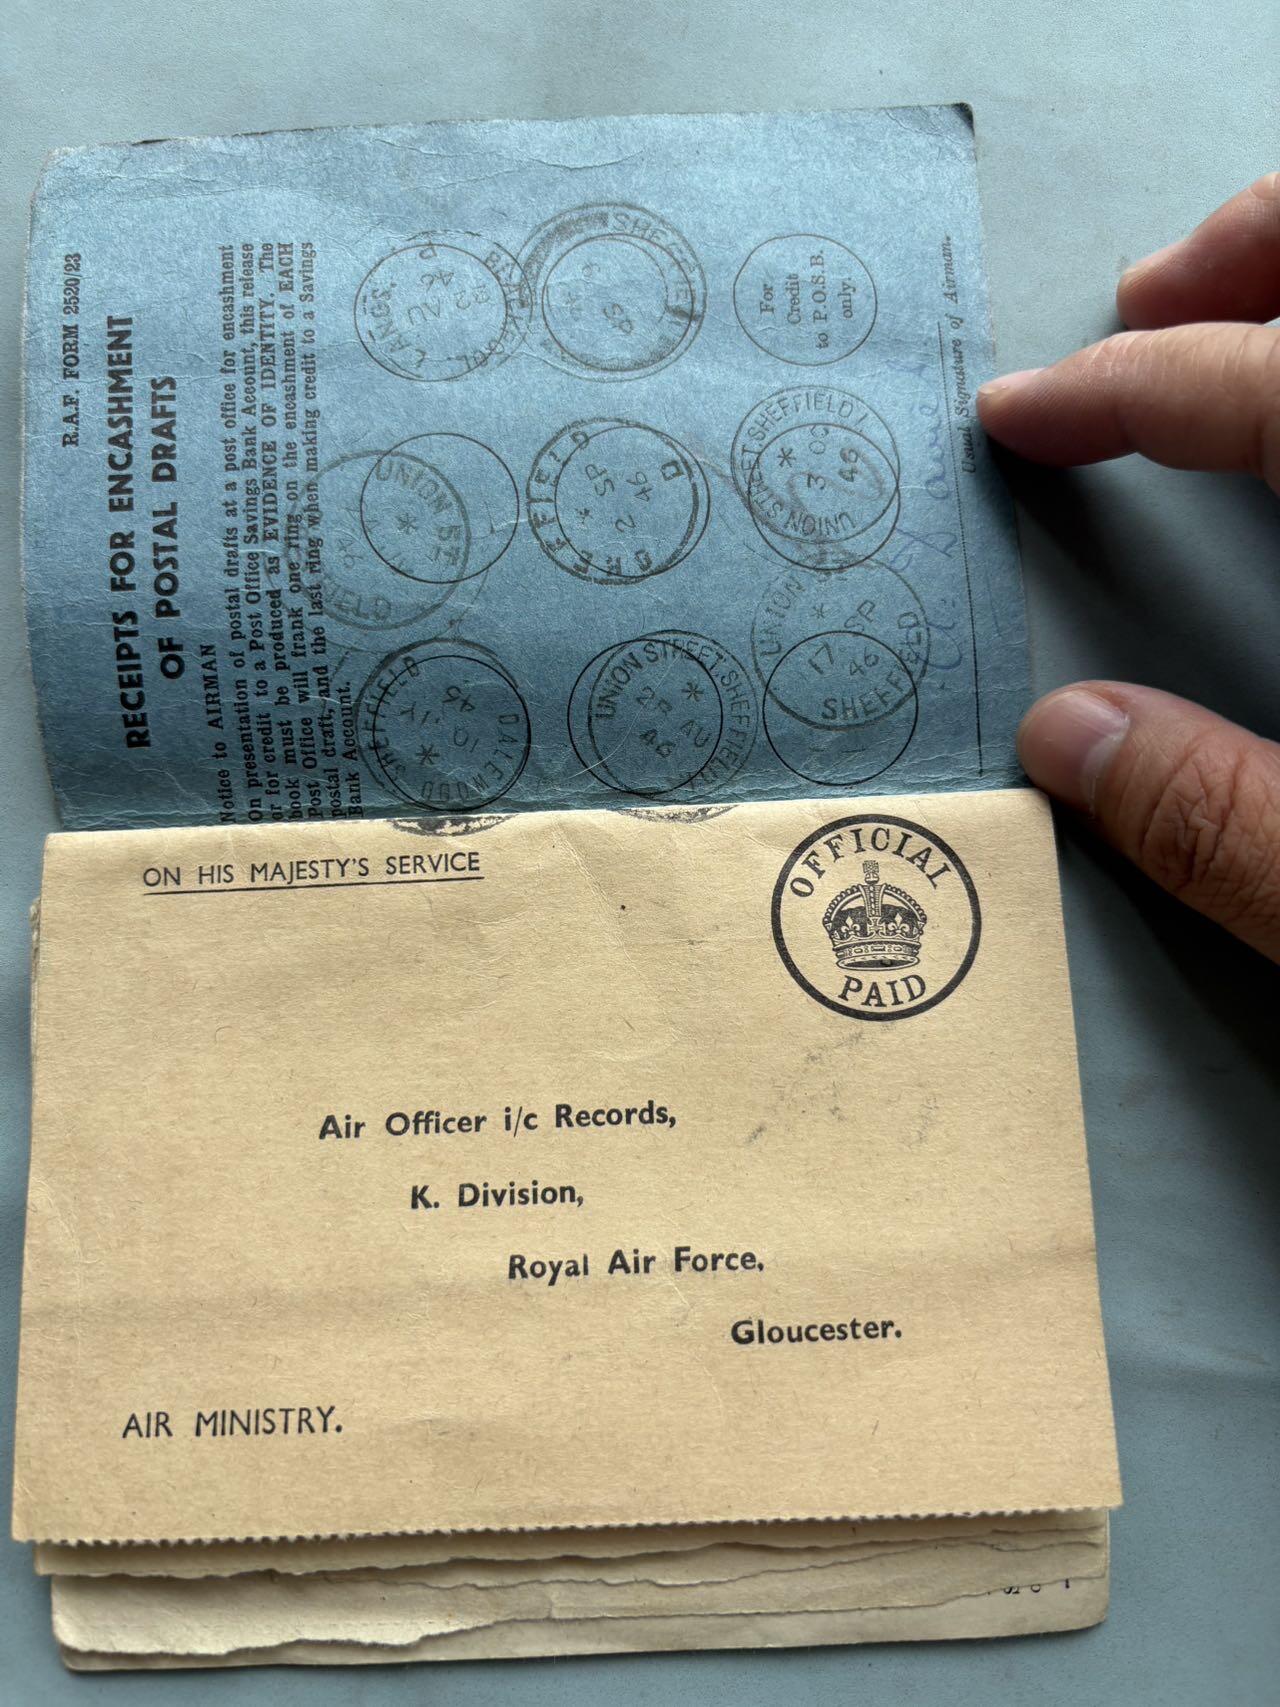 R.A.F. FORM 2520/23
RECEIPTS FOR ENCASHMENT
OF POSTAL DRAFTS
Notice to AIRMAN
On presentation of postal drafts at a post office for encashment
or for credit to a Post Office Savings Bank Account, this release
book must be produced as EVIDENCE OF IDENTITY. The
Post Office will frank one ring on the encashment of EACH
postal draft, and the last ring when making credit to a Savings
Bank Account.
DALEWOOD SHEFFIELD
UNION ST
LANCS.
UNION STREET SHEFFIELD
AU
46
SHEFFIELD
2 SP
46
SHEFFIELD
UNION
17 SP
46
SHEFFIELD
UNION STREET SHEFFIELD 1.
3 OC
46
UNION
For
Credit
to P.O.S.B.
only.
Usual Signature of Airman.
ON HIS MAJESTY'S SERVICE
OFFICIAL
PAID
Air Officer i/c Records,
K. Division,
Royal Air Force,
Gloucester.
AIR MINISTRY.